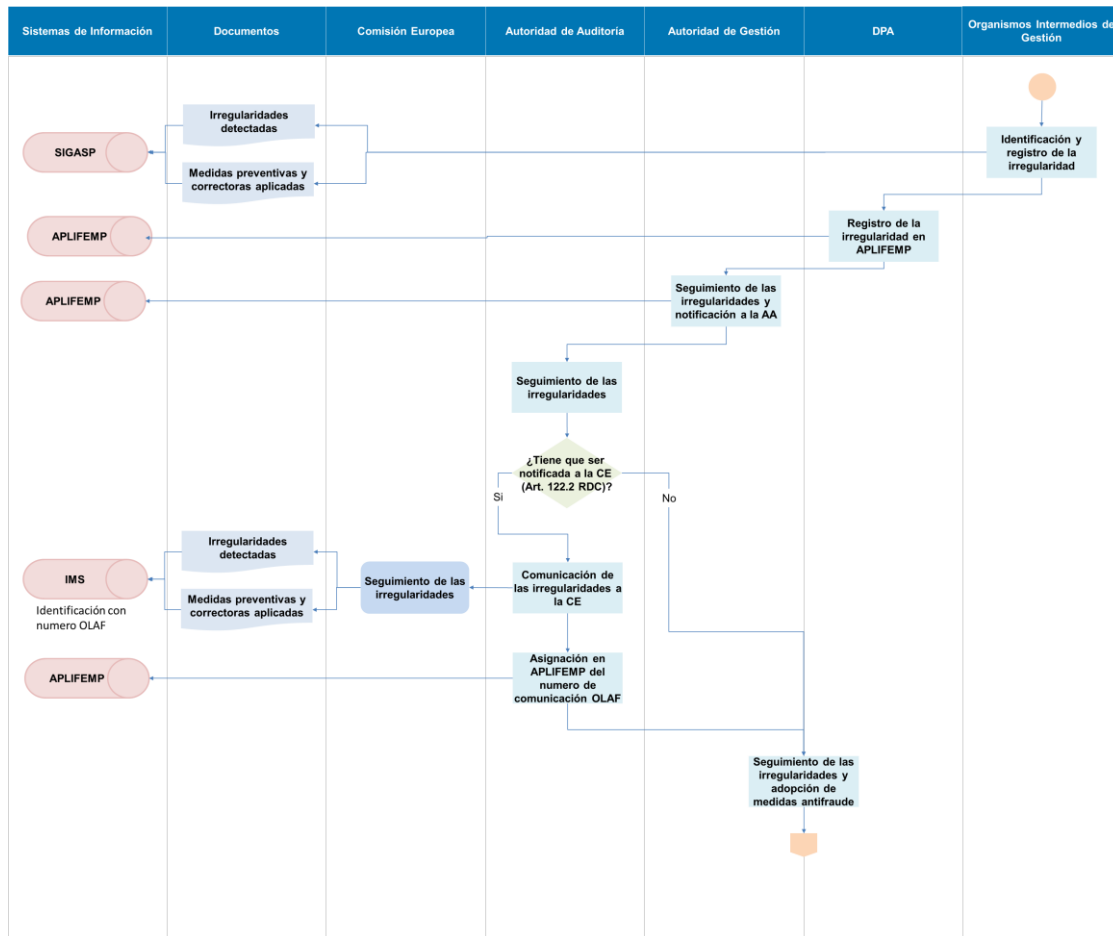 Sistemas de Información
Documentos
Comisión Europea
Autoridad de Auditoría
Autoridad de Gestión
DPA
Organismos Intermedios de
Gestión
Irregularidades
detectadas
SIGASP
Medidas preventivas y
correctoras aplicadas
Identificación y
registro de la
irregularidad
APLIFEMP
Registro de la
irregularidad en
APLIFEMP
APLIFEMP
Seguimiento de las
irregularidades y
notificación a la AA
Seguimiento de las
irregularidades
¿Tiene que ser
notificada a la CE
(Art. 122.2 RDC)?
Si
No
Irregularidades
detectadas
IMS
Identificación con
numero OLAF
Medidas preventivas y
correctoras aplicadas
Seguimiento de las
irregularidades
Comunicación de
las irregularidades a
la CE
APLIFEMP
Asignación en
APLIFEMP del
numero de
comunicación OLAF
Seguimiento de las
irregularidades y
adopción de
medidas antifraude